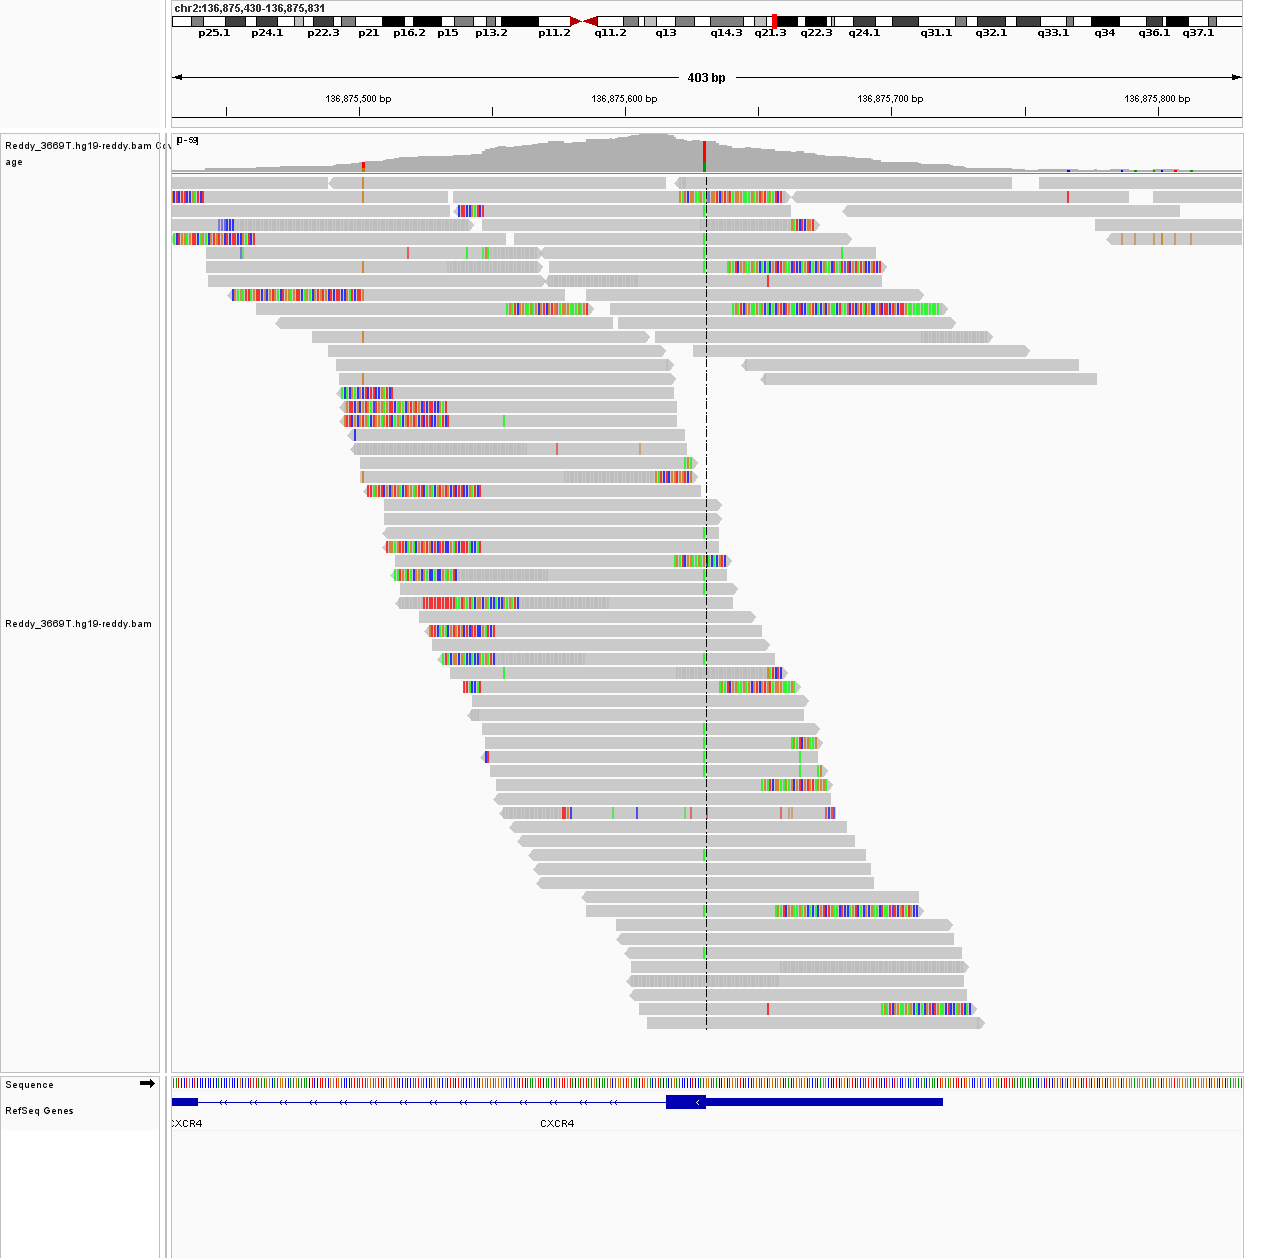 chr2:136,875,430-136,875,831
p25.1 p24.1 p22.3 p21 p16.2 p15 p13.2 p11.2 q11.2 q13 q14.3 q21.3 q22.3 q24.1 q31.1 q32.1 q33.1 q34 q36.1 q37.1
403 bp
136,875,500 bp 136,875,600 bp 136,875,700 bp 136,875,800 bp
[0-59]
Reddy_3669T.hg19-reddy.bam Cov
age
Reddy_3669T.hg19-reddy.bam
Sequence
RefSeq Genes
CXCR4 CXCR4